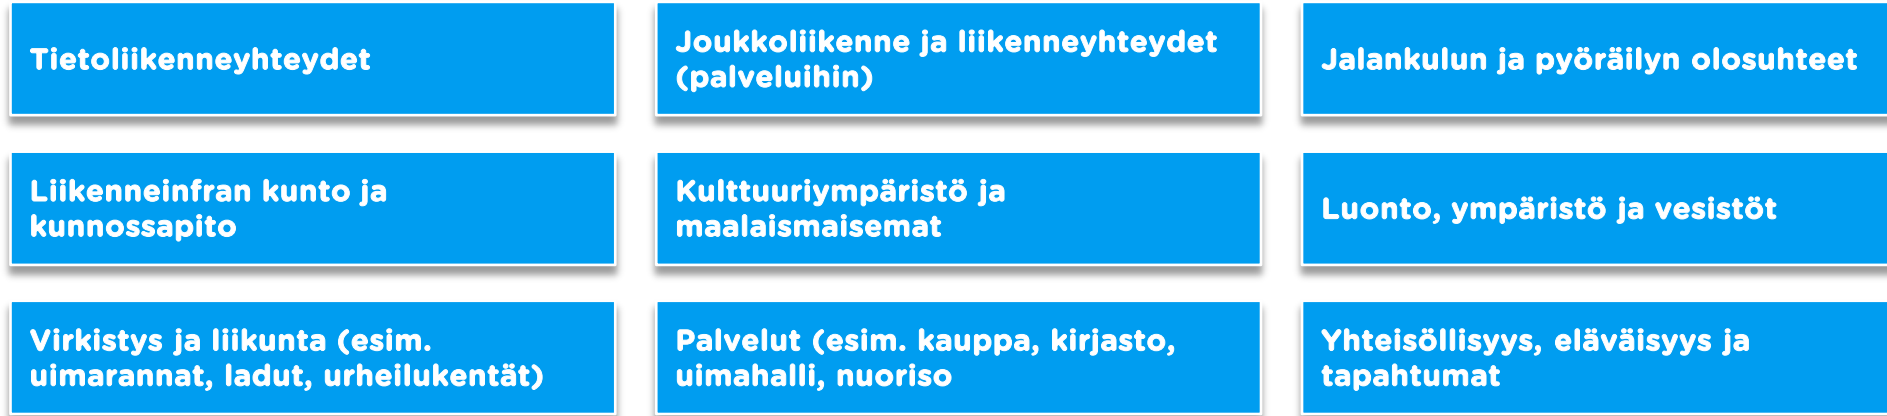 Tietoliikenneyhteydet
Joukkoliikenne ja liikenneyhteydet
(palveluihin)
Jalankulun ja pyöräilyn olosuhteet
Liikenneinfran kunto ja
kunnossapito
Kulttuuriympäristö ja
maalaismaisemat
Luonto, ympäristö ja vesistöt
Virkistys ja liikunta (esim.
uimarannat, ladut, urheilukentät)
Palvelut (esim. kauppa, kirjasto,
uimahalli, nuoriso
Yhteisöllisyys, eläväisyys ja
tapahtumat